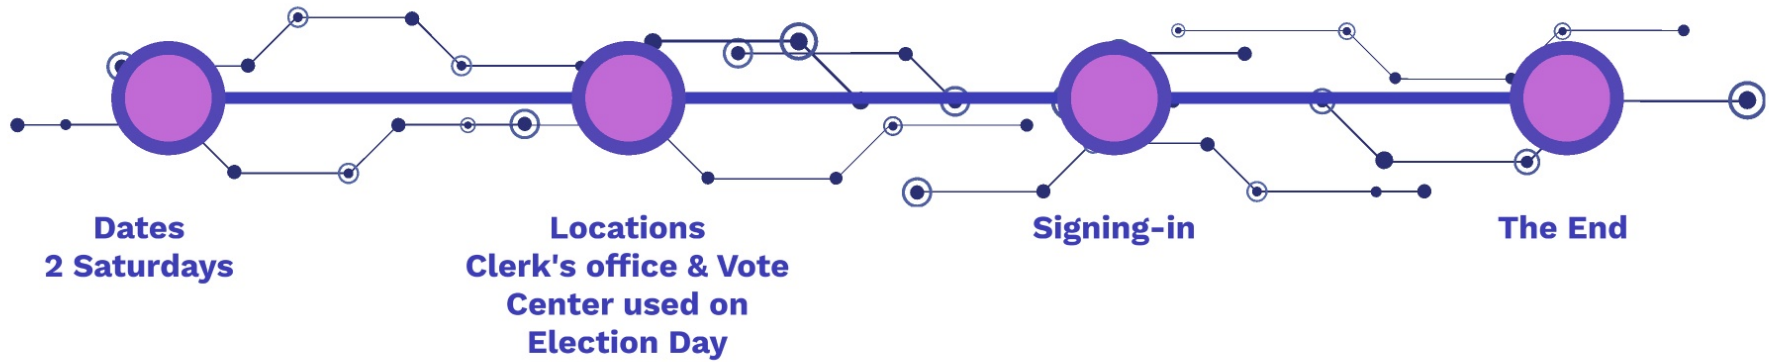 Dates
2 Saturdays
Locations
Clerk's office & Vote
Center used on
Election Day
Signing-in
The End